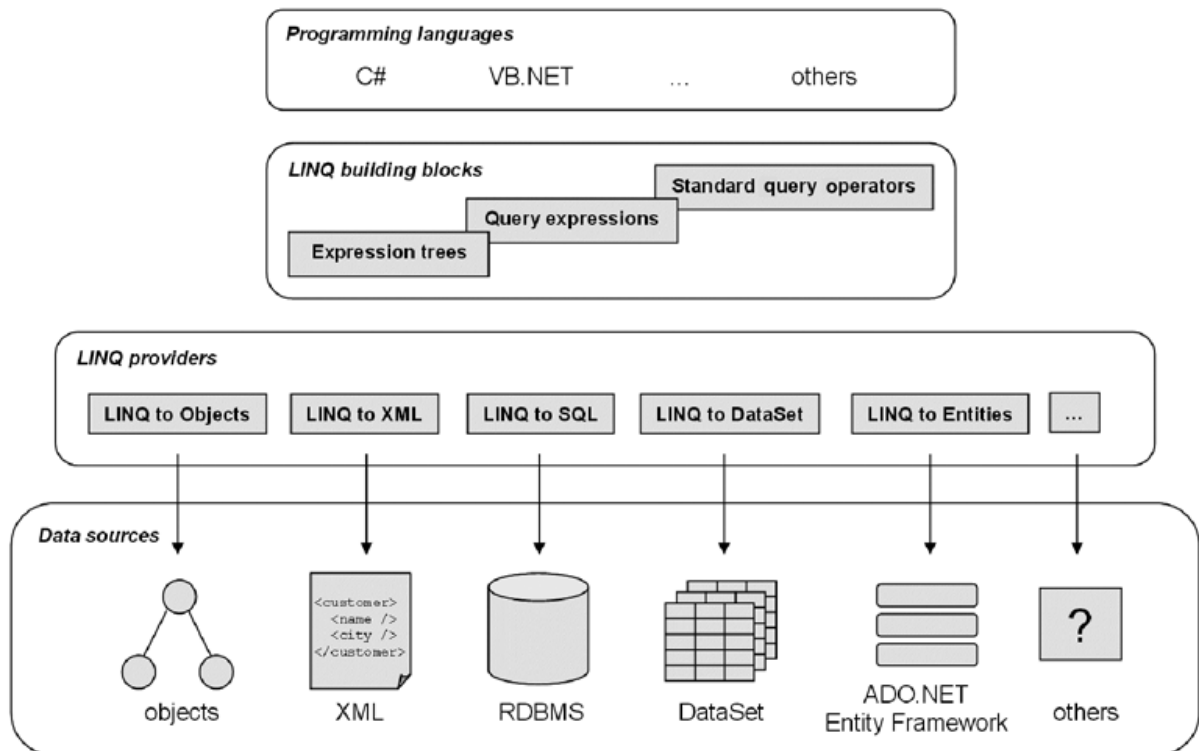 Programming languages
C# VB.NET ... others
LINQ building blocks
Standard query operators
Query expressions
Expression trees
LINQ providers
LINQ to Objects LINQ to XML LINQ to SQL LINQ to DataSet LINQ to Entities ...
Data sources
<customer>
<name />
<city />
</customer>
?
objects XML RDBMS DataSet ADO.NET
Entity Framework others